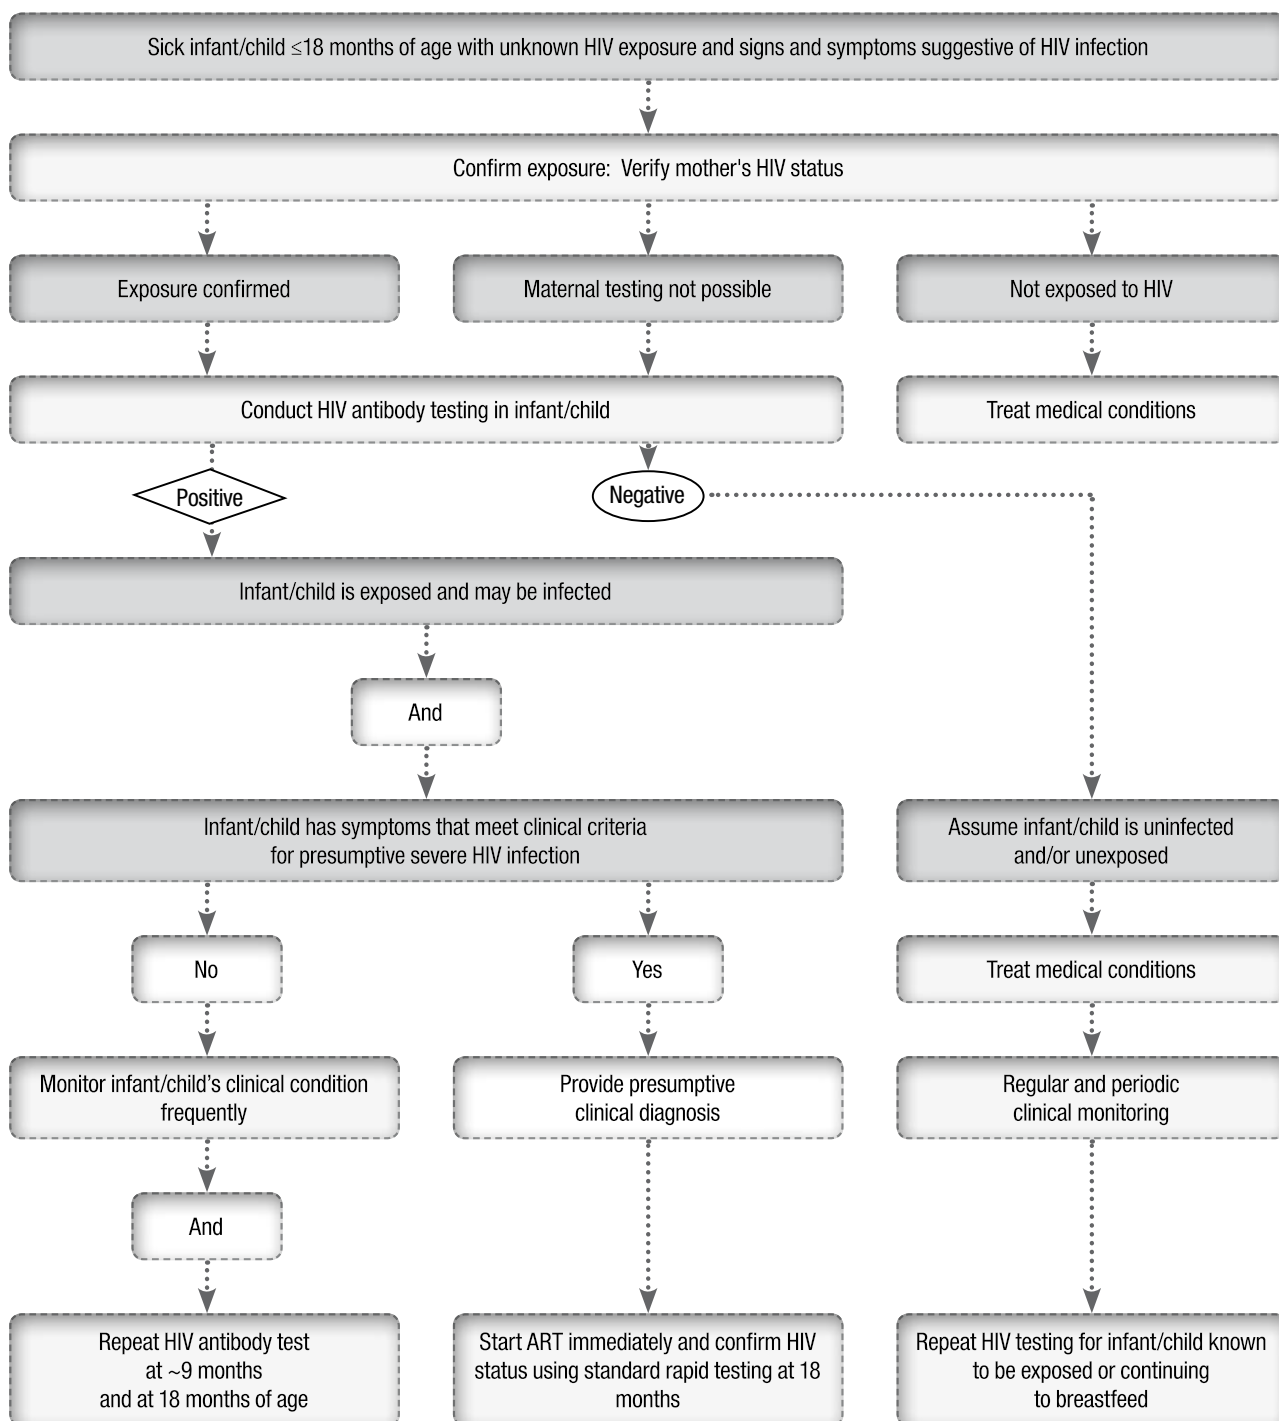 Sick infant/child ≤18 months of age with unknown HIV exposure and signs and symptoms suggestive of HIV infection
Confirm exposure: Verify mother's HIV status
Exposure confirmed
Maternal testing not possible
Not exposed to HIV
Conduct HIV antibody testing in infant/child
Treat medical conditions
Positive
Negative
Infant/child is exposed and may be infected
And
Infant/child has symptoms that meet clinical criteria
for presumptive severe HIV infection
Assume infant/child is uninfected
and/or unexposed
No
Yes
Treat medical conditions
Monitor infant/child’s clinical condition
frequently
Provide presumptive
clinical diagnosis
Regular and periodic
clinical monitoring
And
Repeat HIV antibody test
at ~9 months
and at 18 months of age
Start ART immediately and confirm HIV
status using standard rapid testing at 18
months
Repeat HIV testing for infant/child known
to be exposed or continuing
to breastfeed